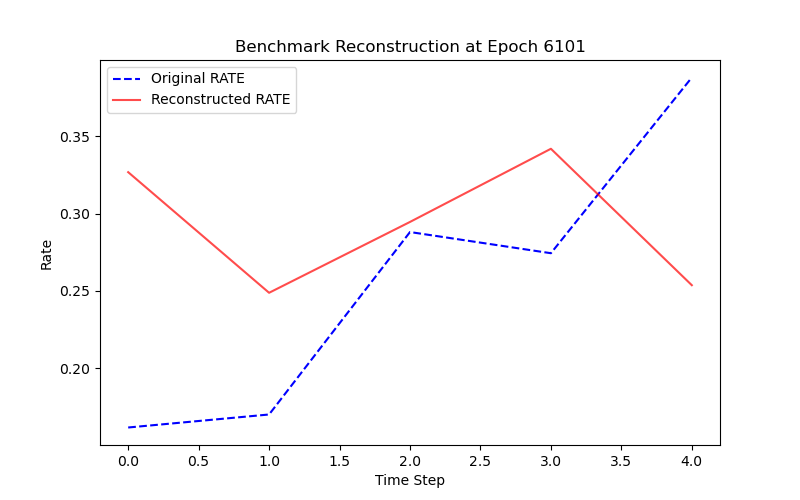 Benchmark Reconstruction at Epoch 6101
Original RATE
Reconstructed RATE
0.35
0.30
0.25
0.20
Rate
0.0 0.5 1.0 1.5 2.0 2.5 3.0 3.5 4.0
Time Step